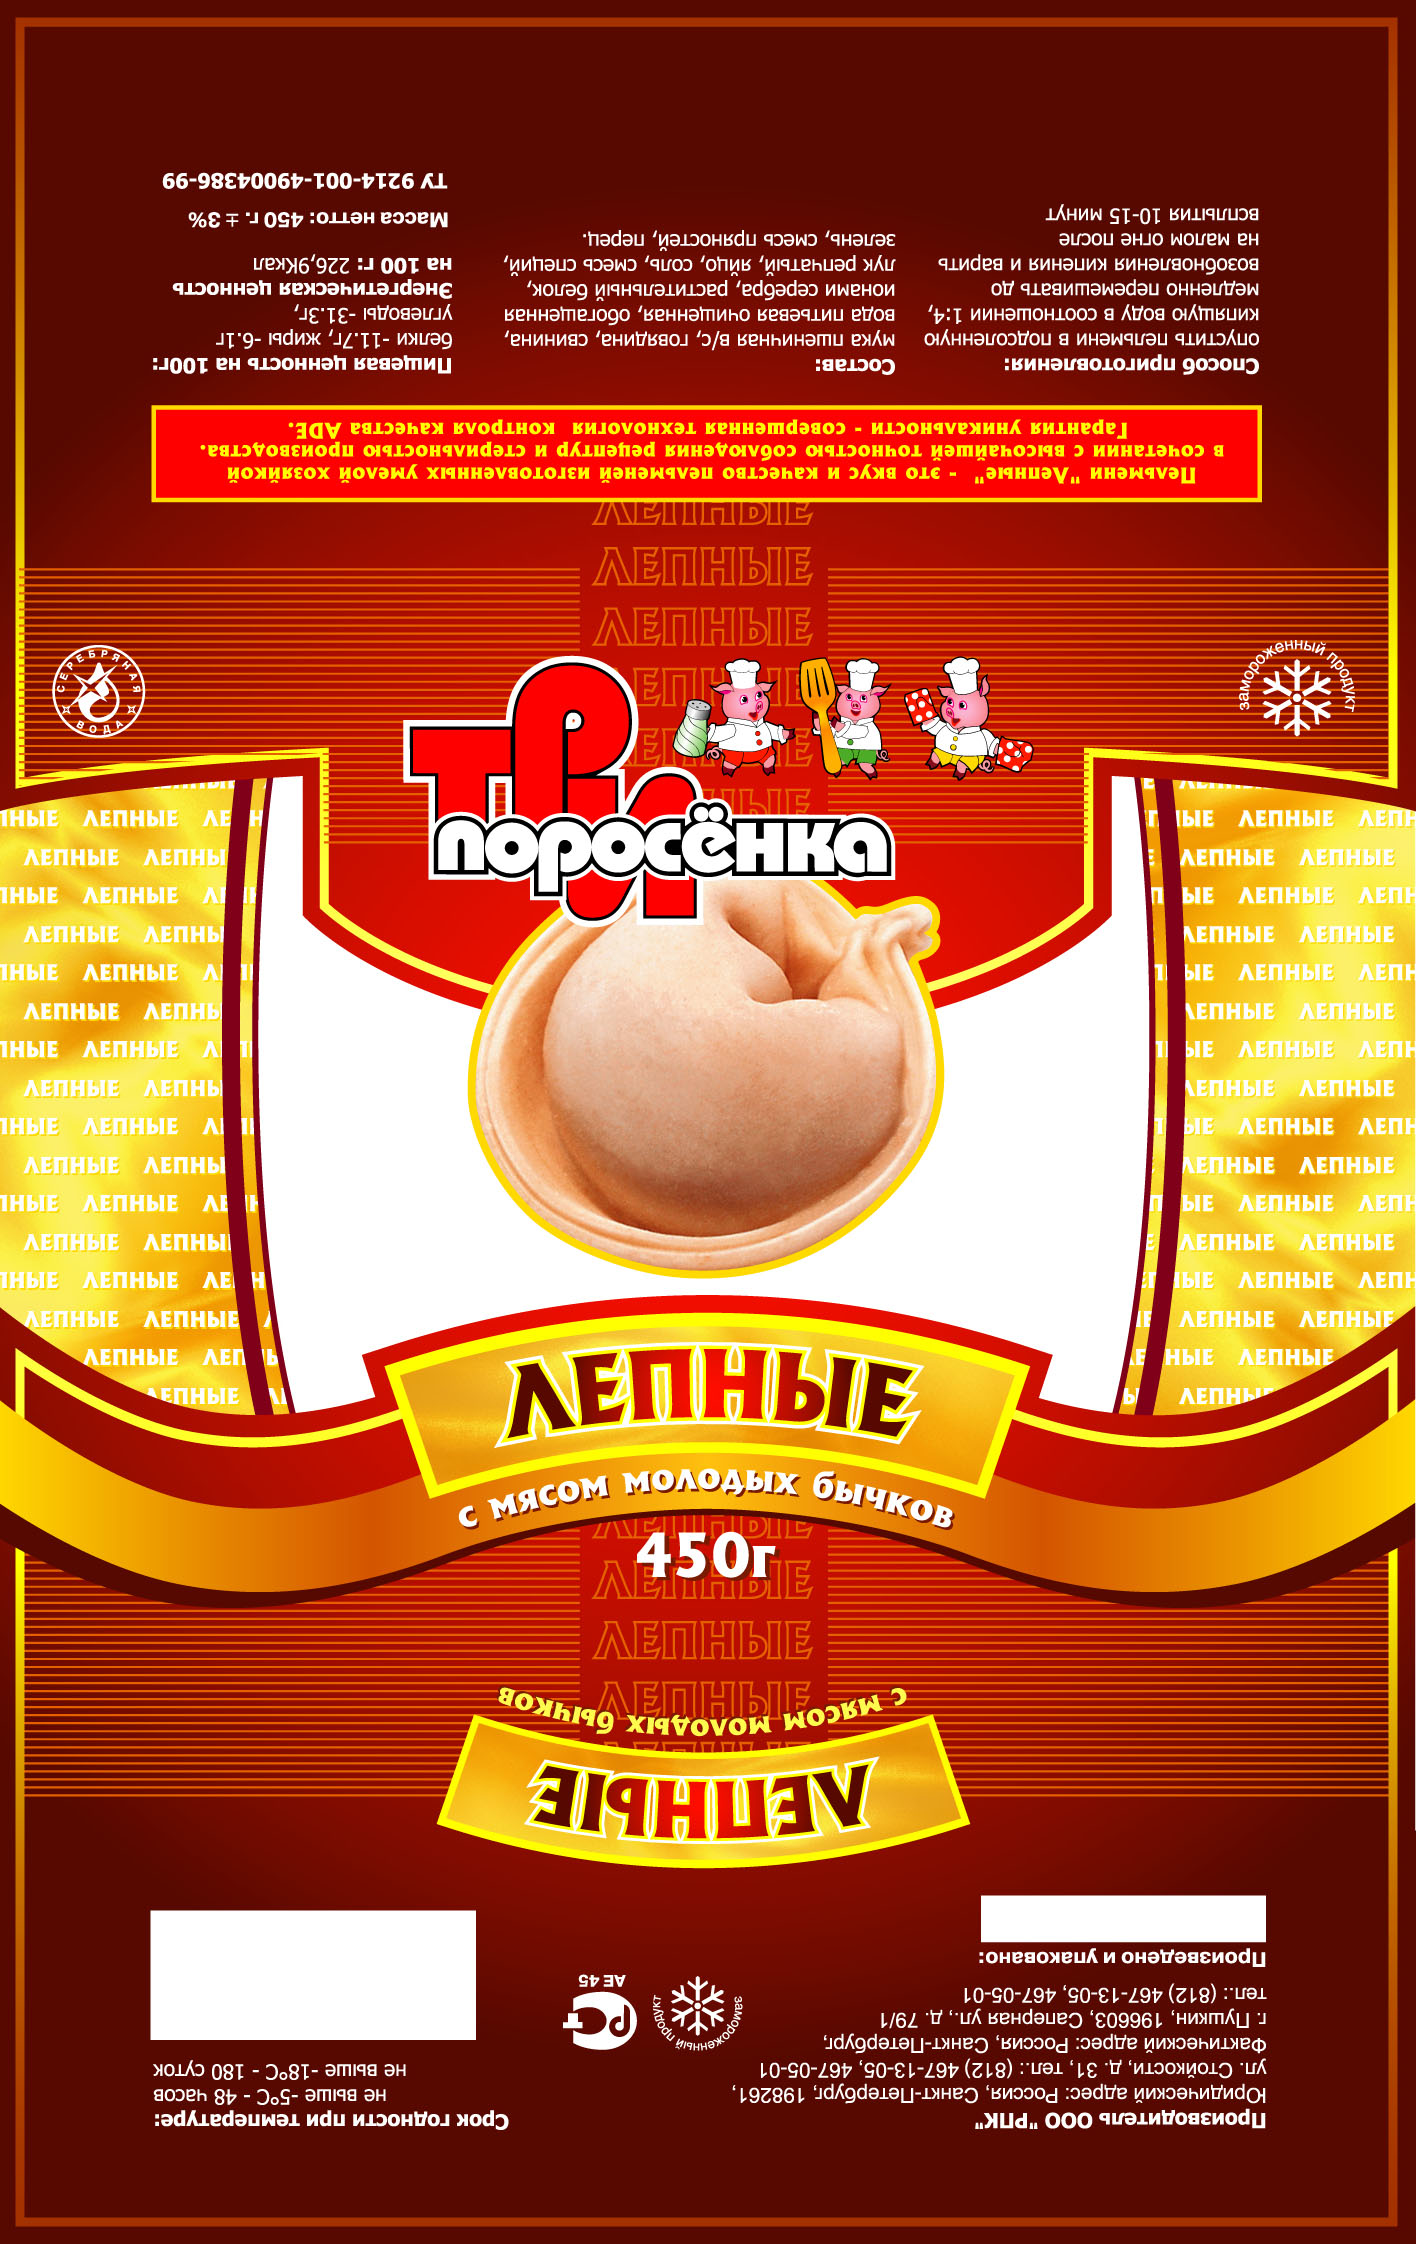 Способ приготовления:
опустить пельмени в подсоленную
кипящую воду в соотношении 1:4,
медленно перемешивать до
возобновления кипения и варить
на малом огне после
всплытия 10-15 минут
Состав:
мука пшеничная в/с, говядина, свинина,
вода питьевая очищенная, обогащенная
ионами серебра, растительный белок,
лук репчатый, яйцо, соль, смесь специй,
зелень, смесь пряностей, перец.
Пищевая ценность на 100г:
белки -11.7г, жиры -6.1г
углеводы -31.3г,
Энергетическая ценность
на 100 г: 226,9Ккал
Масса нетто: 450 г. ± 3%
ТУ 9214-001-49004386-99
Пельмени "Лепные" - это вкус и качество пельменей изготовленных умелой хозяйкой
в сочетании с высочайшей точностью соблюдения рецептур и стерильностью производства.
Гарантия уникальности - совершенная технология контроля качества ADE.
ЛЕПНЫЕ
ЛЕПНЫЕ
ЛЕПНЫЕ
СЕРЕБРЯНАЯ
ВОДА
замороженный продукт
ТРИ
поросёнка
ЛЕПНЫЕ ЛЕПНЫЕ
ЛЕПНЫЕ
с мясом молодых бычков
450г
ЛЕПНЫЕ
ЛЕПНЫЕ
ЛЕПНЫЕ
с мясом молодых бычков
ЛЕПНЫЕ
Производитель ООО "РПК"
Юридический адрес: Россия, Санкт-Петербург, 198261,
ул. Стойкости, д. 31, тел.: (812) 467-13-05, 467-05-01
Фактический адрес: Россия, Санкт-Петербург,
г. Пушкин, 196603, Саперная ул., д. 79/1
тел.: (812) 467-13-05, 467-05-01
Произведено и упаковано:
замороженный продукт
АЕ 45
Срок годности при температуре:
не выше -5°С - 48 часов
не выше -18°С - 180 суток